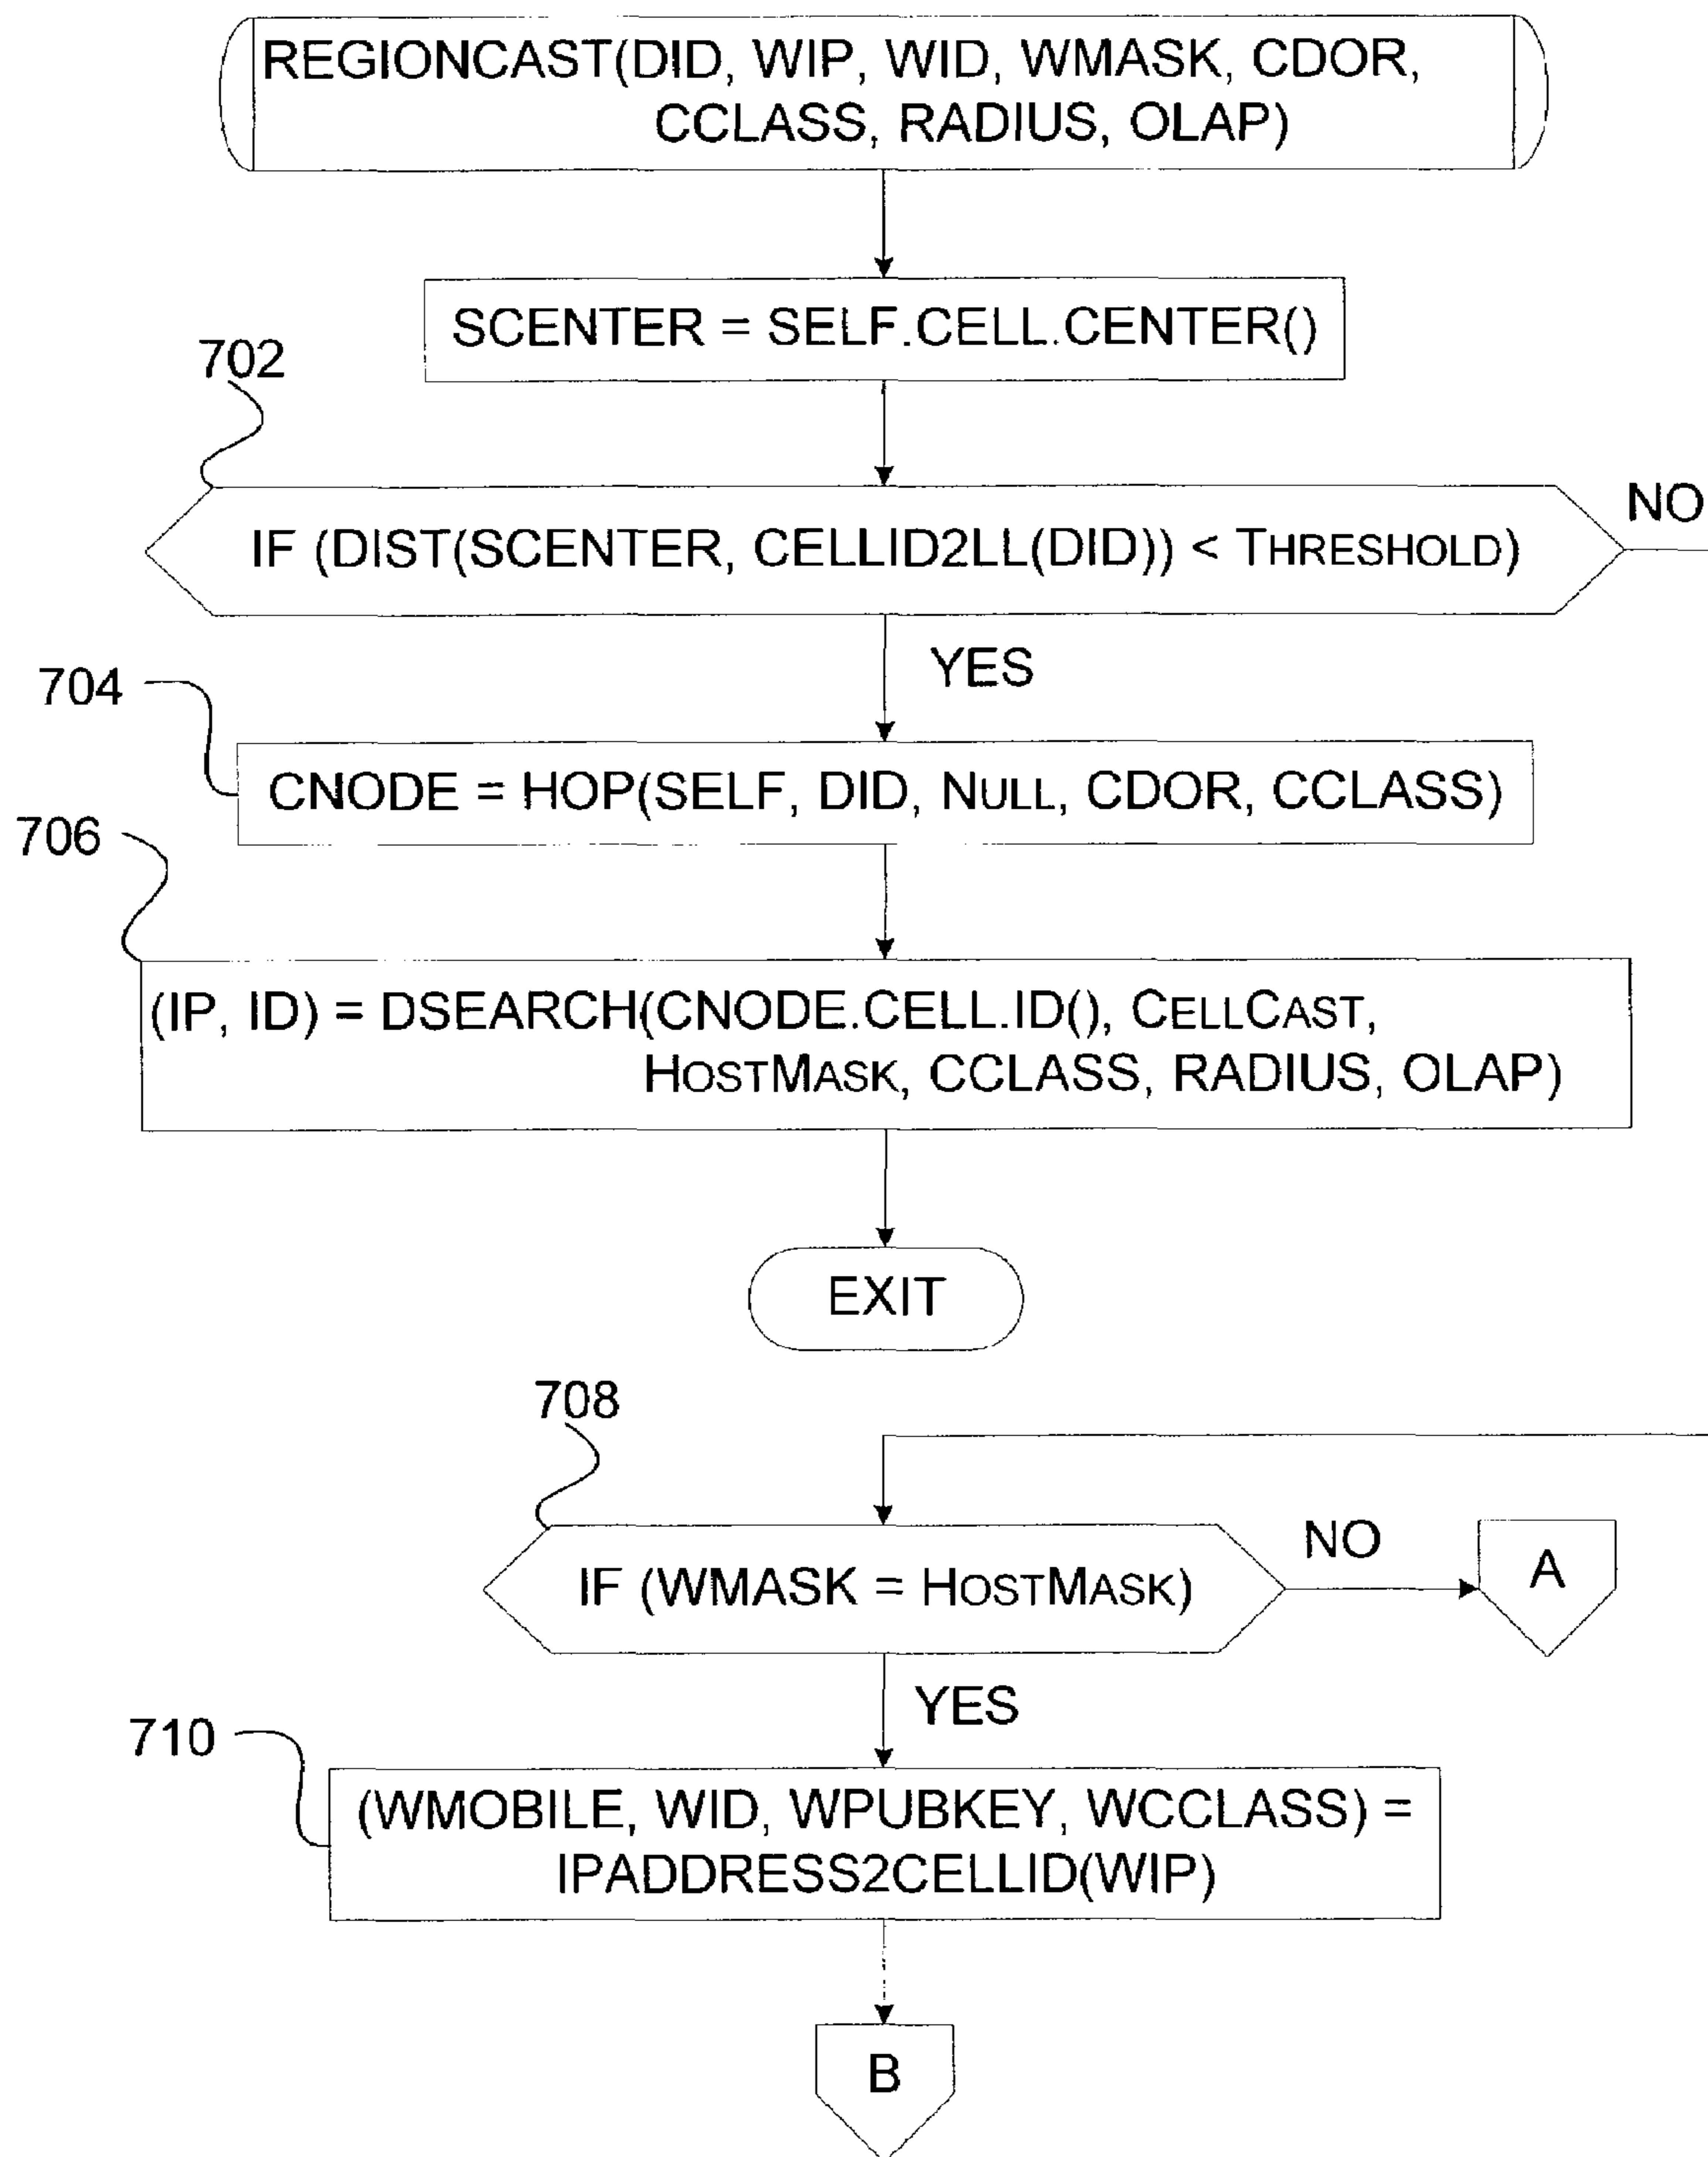 REGIONCAST(DID, WIP, WID, WMASK, CDOR,
CCLASS, RADIUS, OLAP)
SCENTER = SELF.CELL.CENTER()
702
IF (DIST(SCENTER, CELLID2LL(DID)) < THRESHOLD)
NO
YES
704
CNODE = HOP(SELF, DID, NULL, CDOR, CCLASS)
706
(IP, ID) = DSEARCH(CNODE.CELL.ID(), CELLCAST,
HOSTMASK, CCLASS, RADIUS, OLAP)
EXIT
708
IF (WMASK = HOSTMASK)
NO
A
YES
710
(WMOBILE, WID, WPUBKEY, WCCLASS) =
IPADDRESS2CELLID(WIP)
B